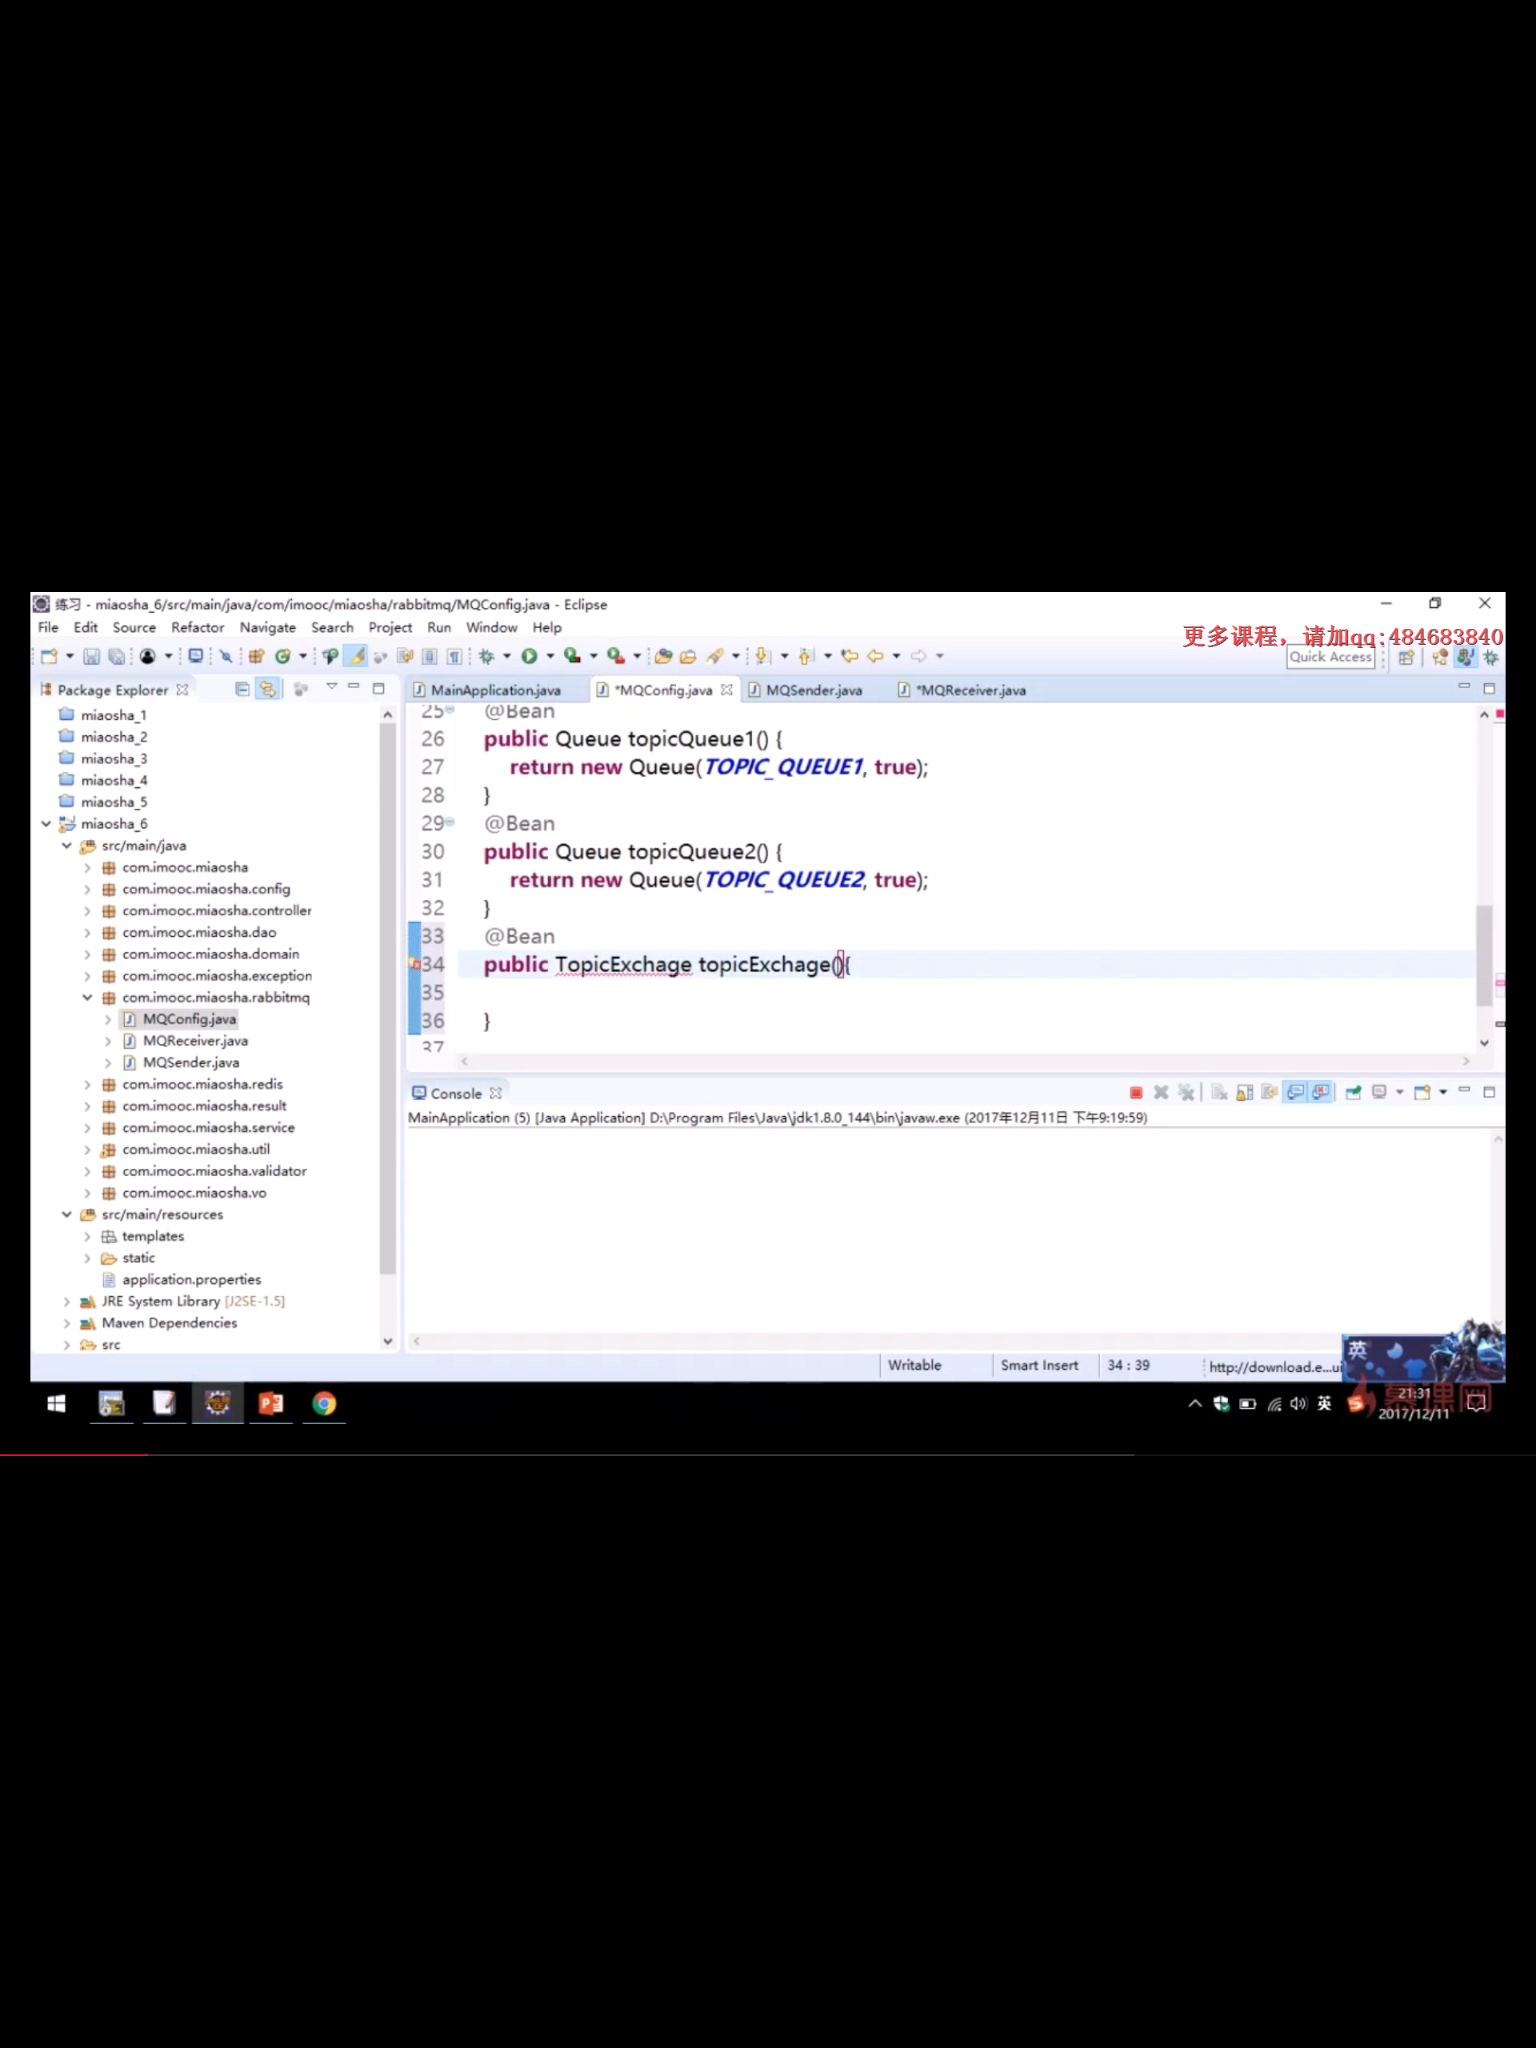 练习 - miaosha_6/src/main/java/com/imooc/miaosha/rabbitmq/MQConfig.java - Eclipse
File Edit Source Refactor Navigate Search Project Run Window Help
更多课程，请加qq:484683840
Quick Access
Package Explorer
miaosha_1
miaosha_2
miaosha_3
miaosha_4
miaosha_5
miaosha_6
src/main/java
com.imooc.miaosha
com.imooc.miaosha.config
com.imooc.miaosha.controller
com.imooc.miaosha.dao
com.imooc.miaosha.domain
com.imooc.miaosha.exception
com.imooc.miaosha.rabbitmq
MQConfig.java
MQReceiver.java
MQSender.java
com.imooc.miaosha.redis
com.imooc.miaosha.result
com.imooc.miaosha.service
com.imooc.miaosha.util
com.imooc.miaosha.validator
com.imooc.miaosha.vo
src/main/resources
templates
static
application.properties
JRE System Library [J2SE-1.5]
Maven Dependencies
src
MainApplication.java *MQConfig.java MQSender.java *MQReceiver.java
25 @Bean
26 public Queue topicQueue1() {
27 return new Queue(TOPIC_QUEUE1, true);
28 }
29 @Bean
30 public Queue topicQueue2() {
31 return new Queue(TOPIC_QUEUE2, true);
32 }
33 @Bean
34 public TopicExchage topicExchage(){
35
36 }
37
Console
MainApplication (5) [Java Application] D:\Program Files\Java\jdk1.8.0_144\bin\javaw.exe (2017年12月11日 下午9:19:59)
Writable Smart Insert 34 : 39 http://download.e...ui
英
英
21:31
2017/12/11
慕课网